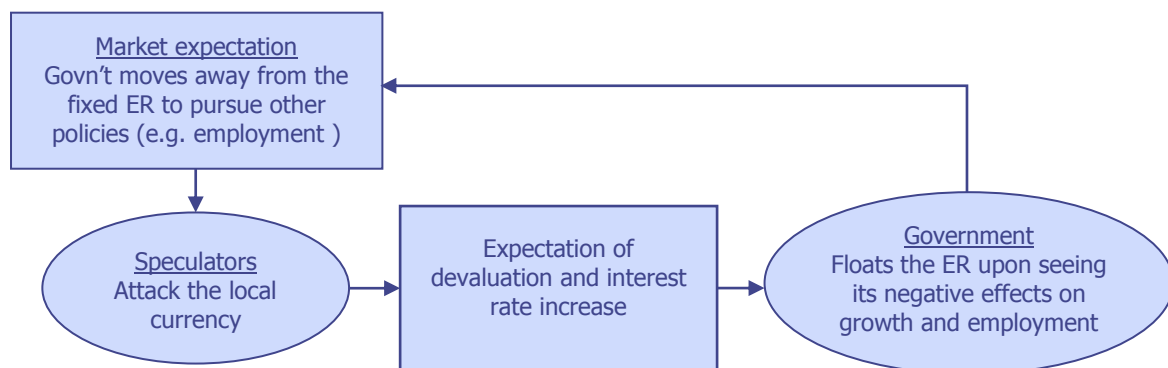 Market expectation
Govn't moves away from the
fixed ER to pursue other
policies (e.g. employment )
Speculators
Attack the local
currency
Expectation of
devaluation and interest
rate increase
Government
Floats the ER upon seeing
its negative effects on
growth and employment